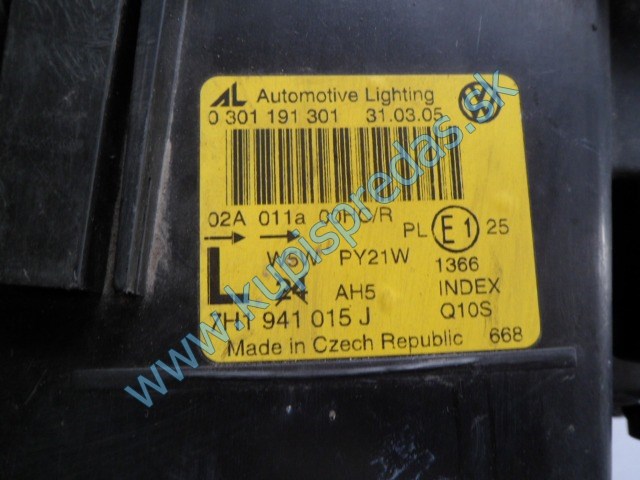 AL Automotive Lighting
0 301 191 301 31.03.05
02A 011a 00HC/R PL E1 25
W5W PY21W 1366
L 24 AH5 INDEX
7H1 941 015 J Q10S
Made in Czech Republic 668
www.kupispredas.sk